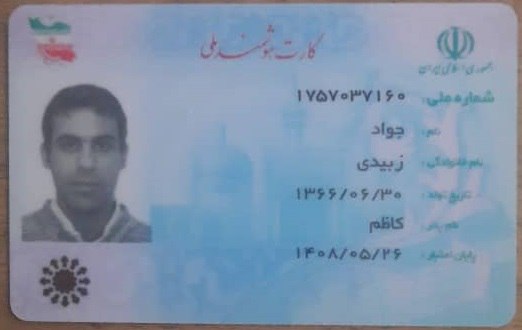 کارت هوشمند ملی
جمهوری اسلامی ایران
شماره ملی: ۱۷۵۷۰۳۷۱۶۰
نام: جواد
نام خانوادگی: زبیدی
تاریخ تولد: ۱۳۶۶/۰۶/۳۰
نام پدر: کاظم
پایان اعتبار: ۱۴۰۸/۰۵/۲۶